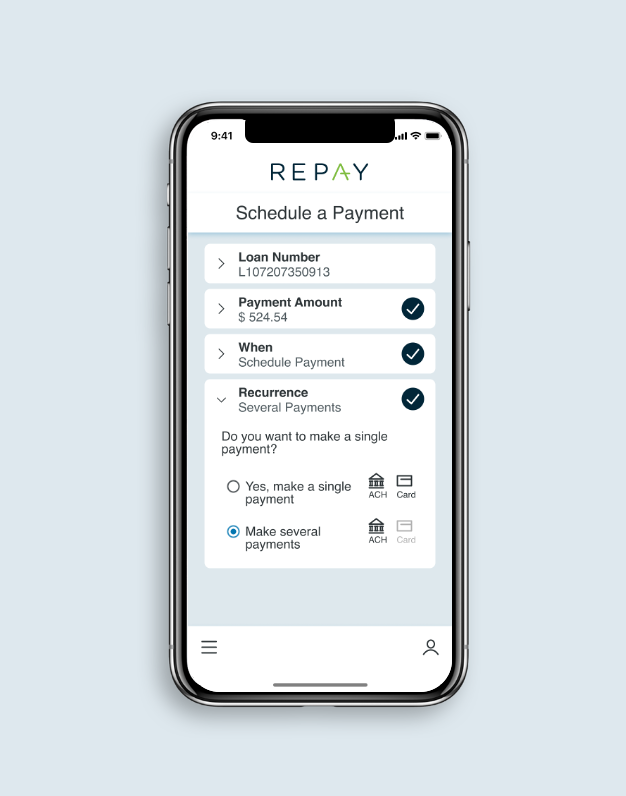 9:41
REPAY
Schedule a Payment
Loan Number
L107207350913
Payment Amount
$ 524.54
When
Schedule Payment
Recurrence
Several Payments
Do you want to make a single
payment?
Yes, make a single
payment
ACH Card
Make several
payments
ACH Card